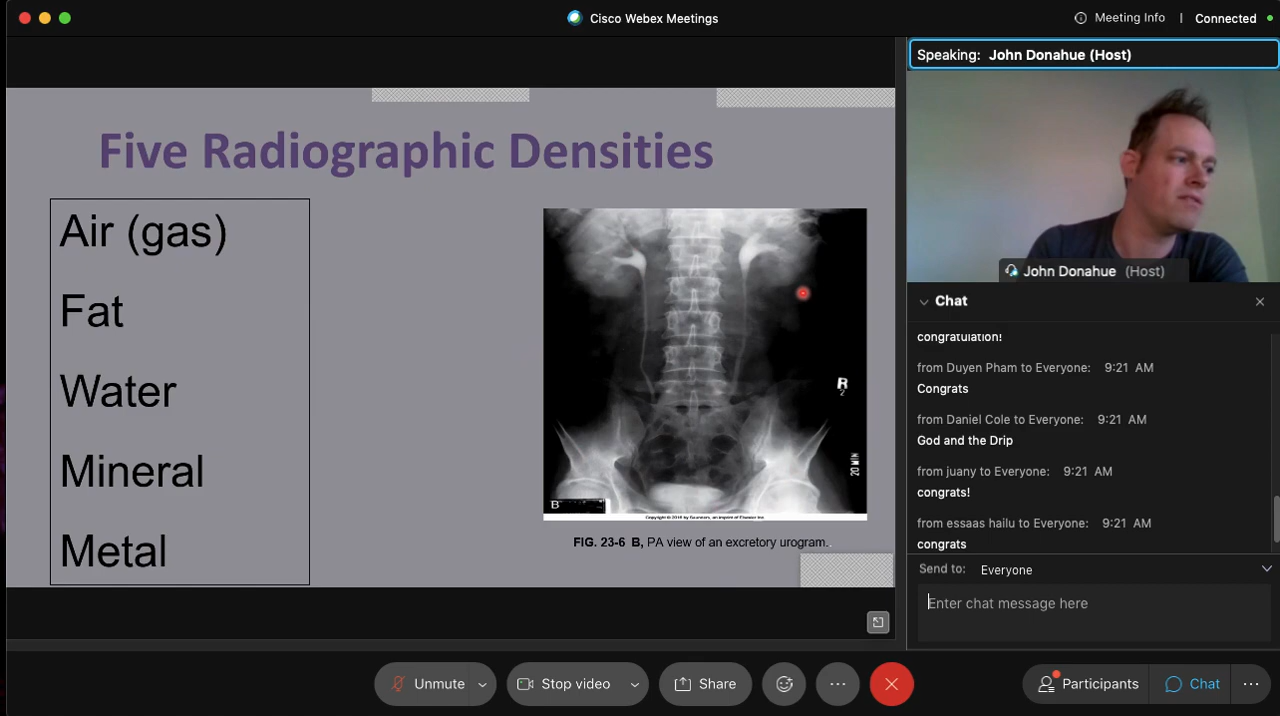 Cisco Webex Meetings
Meeting Info
Connected
Speaking: John Donahue (Host)
Five Radiographic Densities
Air (gas)
Fat
Water
Mineral
Metal
R
2
20 MIN
B
FIG. 23-6 B, PA view of an excretory urogram.
John Donahue (Host)
Chat
congratulation!
from Duyen Pham to Everyone: 9:21 AM
Congrats
from Daniel Cole to Everyone: 9:21 AM
God and the Drip
from juany to Everyone: 9:21 AM
congrats!
from essaas hailu to Everyone: 9:21 AM
congrats
Send to: Everyone
Enter chat message here
Unmute
Stop video
Share
Participants
Chat